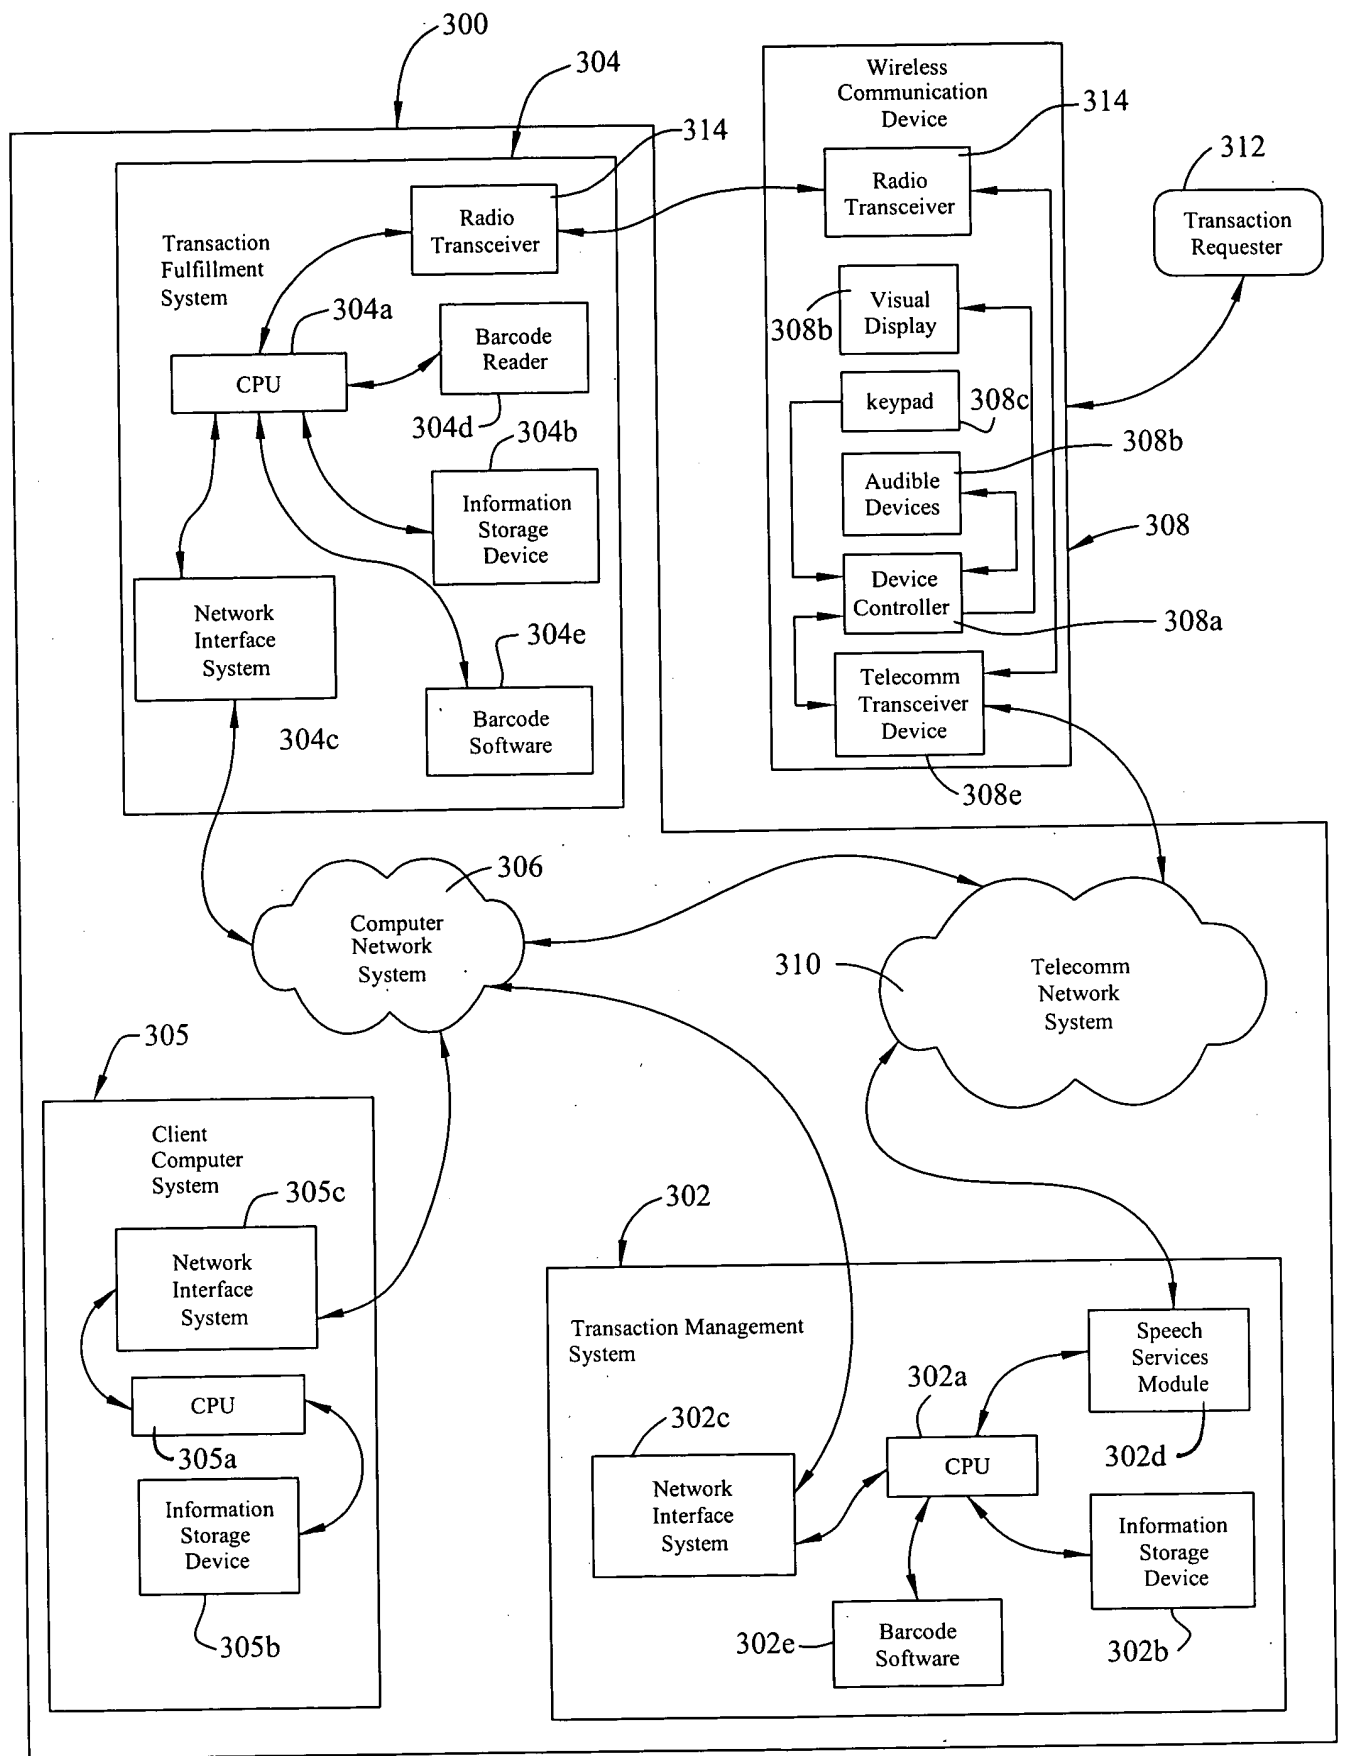 300
304
314
Radio
Transceiver
Transaction
Fulfillment
System
304a
CPU
Barcode
Reader
304d
304b
Information
Storage
Device
Network
Interface
System
304c
304e
Barcode
Software
Wireless
Communication
Device
314
Radio
Transceiver
312
Transaction
Requester
Visual
Display
308b
keypad
308c
308b
Audible
Devices
308
Device
Controller
308a
Telecomm
Transceiver
Device
308e
306
Computer
Network
System
310
Telecomm
Network
System
305
Client
Computer
System
305c
Network
Interface
System
CPU
305a
Information
Storage
Device
305b
302
Transaction Management
System
Speech
Services
Module
302d
302a
CPU
302c
Network
Interface
System
Information
Storage
Device
302b
302e
Barcode
Software